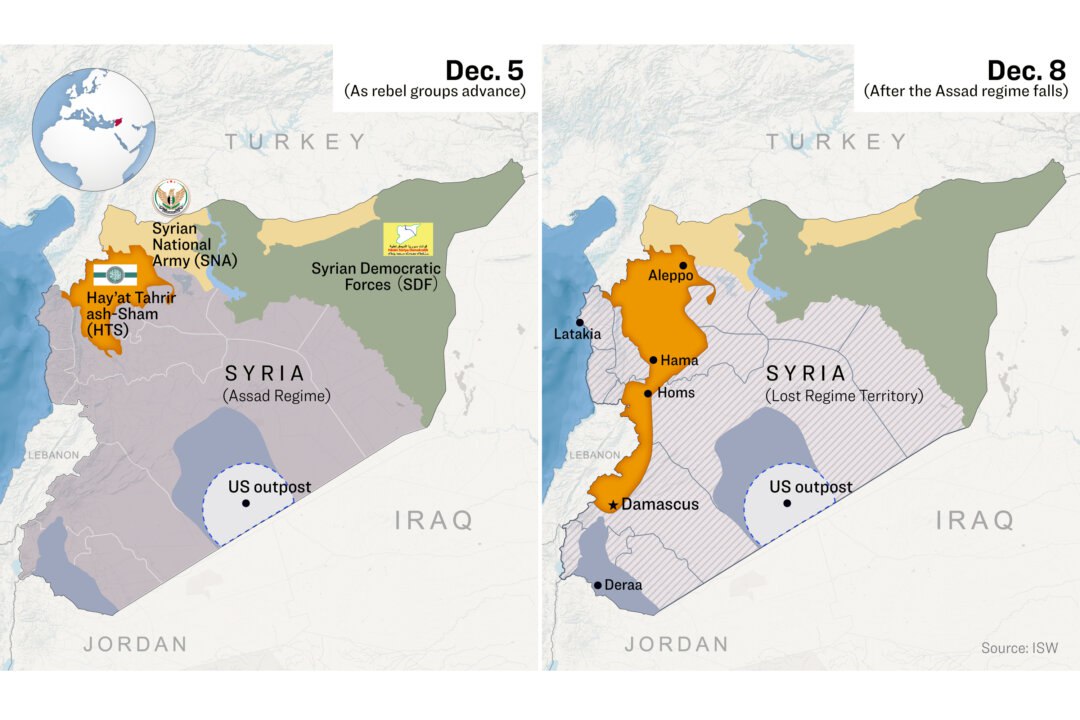 Dec. 5
(As rebel groups advance)
TURKEY
Syrian
National
Army (SNA)
Syrian Democratic
Forces (SDF)
Hay’at Tahrir
ash-Sham
(HTS)
SYRIA
(Assad Regime)
LEBANON
US outpost
IRAQ
JORDAN
Dec. 8
(After the Assad regime falls)
TURKEY
Aleppo
Latakia
Hama
SYRIA
(Lost Regime Territory)
Homs
LEBANON
US outpost
Damascus
IRAQ
Deraa
JORDAN
Source: ISW